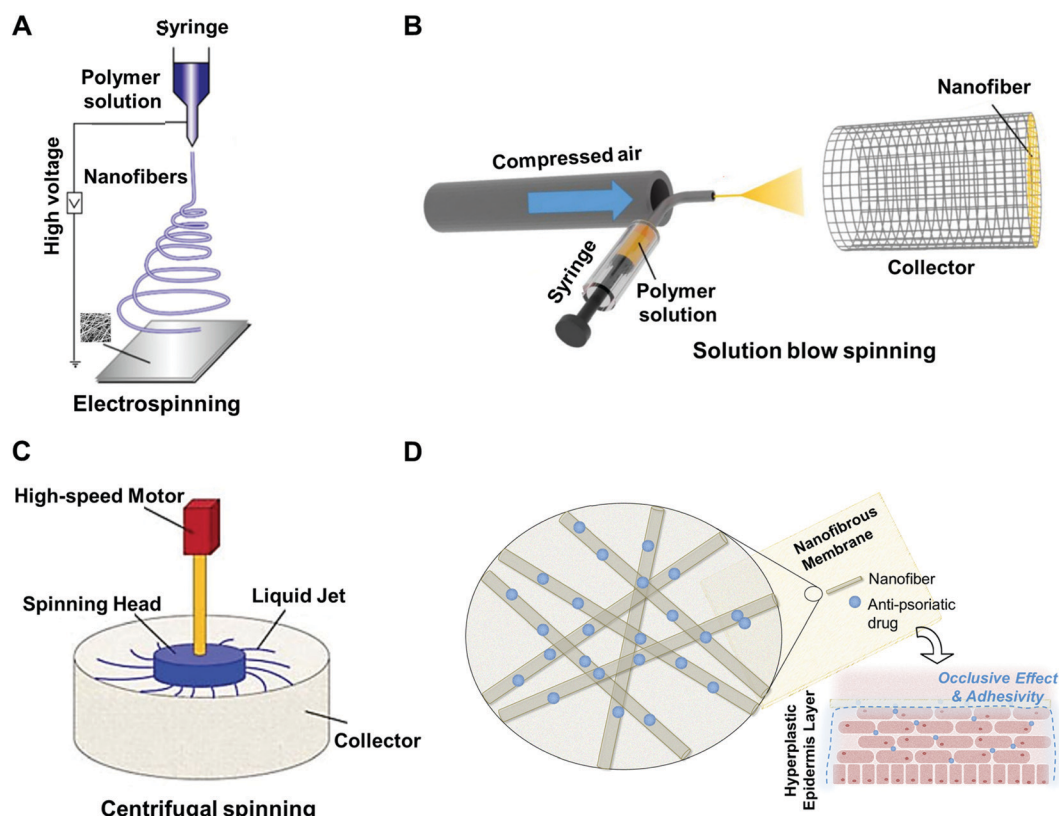 A
Syringe
Polymer
solution
High voltage
V
Nanofibers
Electrospinning
B
Nanofiber
Compressed air
Syringe
Polymer
solution
Collector
Solution blow spinning
C
High-speed Motor
Spinning Head
Liquid Jet
Collector
Centrifugal spinning
D
Nanofibrous
Membrane
Nanofiber
Anti-psoriatic
drug
Occlusive Effect
& Adhesivity
Hyperplastic
Epidermis Layer